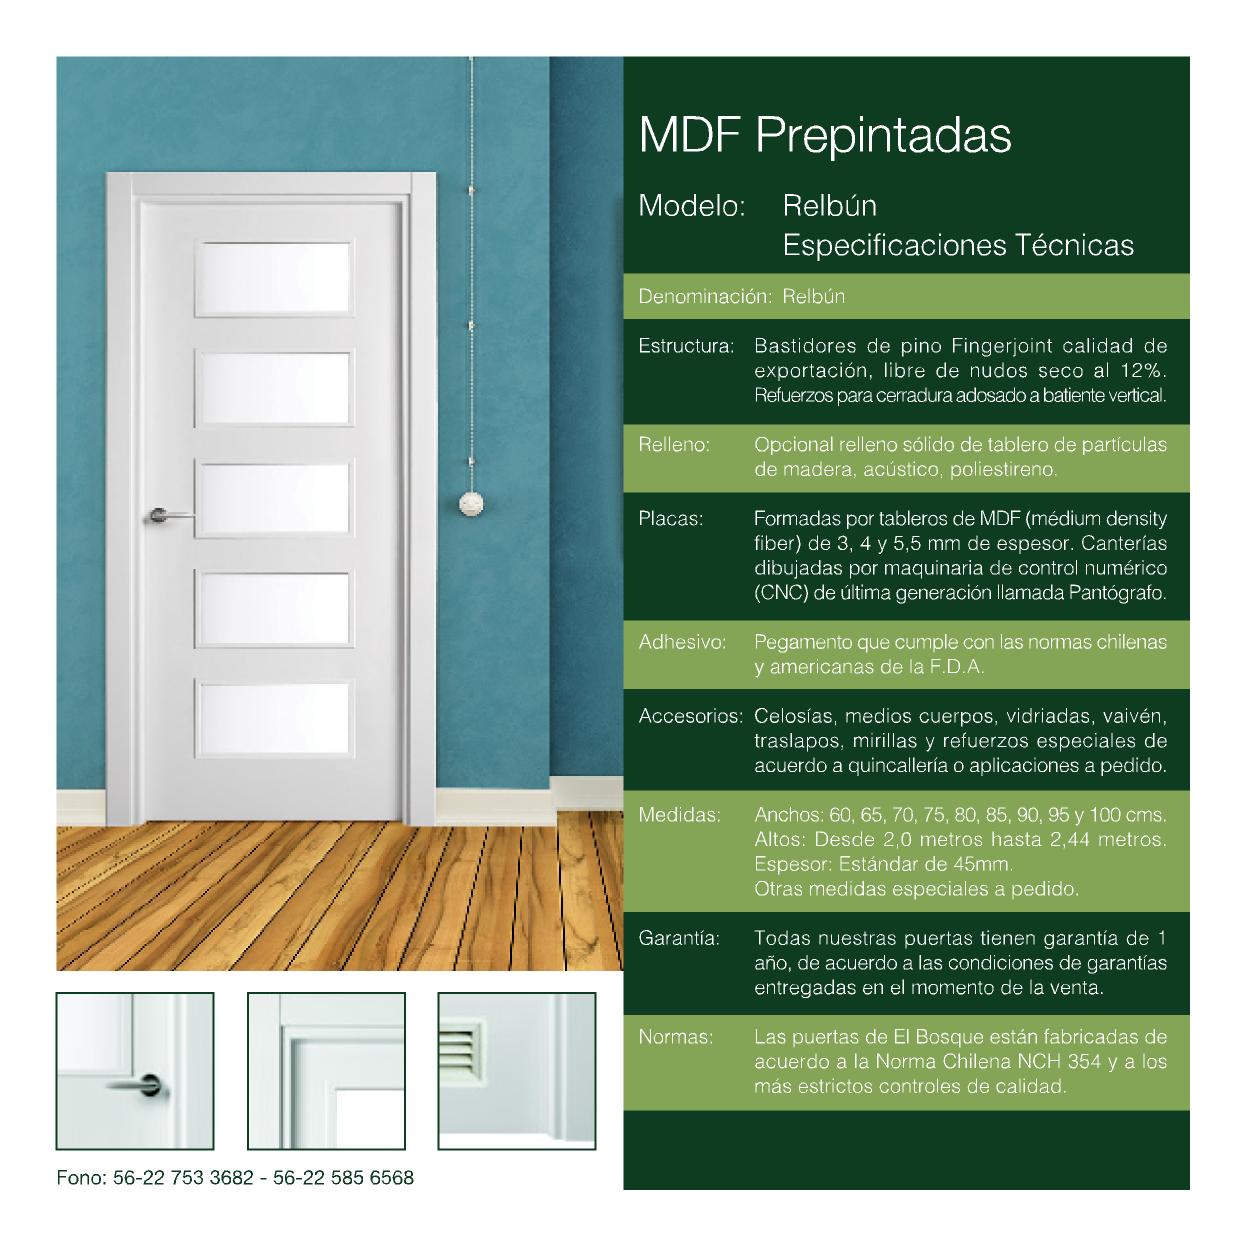 MDF Prepintadas
Modelo: Relbún
Especificaciones Técnicas
Denominación: Relbún
Estructura: Bastidores de pino Fingerjoint calidad de
exportación, libre de nudos seco al 12%.
Refuerzos para cerradura adosado a batiente vertical.
Relleno: Opcional relleno sólido de tablero de partículas
de madera, acústico, poliestireno.
Placas: Formadas por tableros de MDF (médium density
fiber) de 3, 4 y 5,5 mm de espesor. Canterías
dibujadas por maquinaria de control numérico
(CNC) de última generación llamada Pantógrafo.
Adhesivo: Pegamento que cumple con las normas chilenas
y americanas de la F.D.A.
Accesorios: Celosías, medios cuerpos, vidriadas, vaivén,
traslapos, mirillas y refuerzos especiales de
acuerdo a quincallería o aplicaciones a pedido.
Medidas: Anchos: 60, 65, 70, 75, 80, 85, 90, 95 y 100 cms.
Altos: Desde 2,0 metros hasta 2,44 metros.
Espesor: Estándar de 45mm.
Otras medidas especiales a pedido.
Garantía: Todas nuestras puertas tienen garantía de 1
año, de acuerdo a las condiciones de garantías
entregadas en el momento de la venta.
Normas: Las puertas de El Bosque están fabricadas de
acuerdo a la Norma Chilena NCH 354 y a los
más estrictos controles de calidad.
Fono: 56-22 753 3682 - 56-22 585 6568